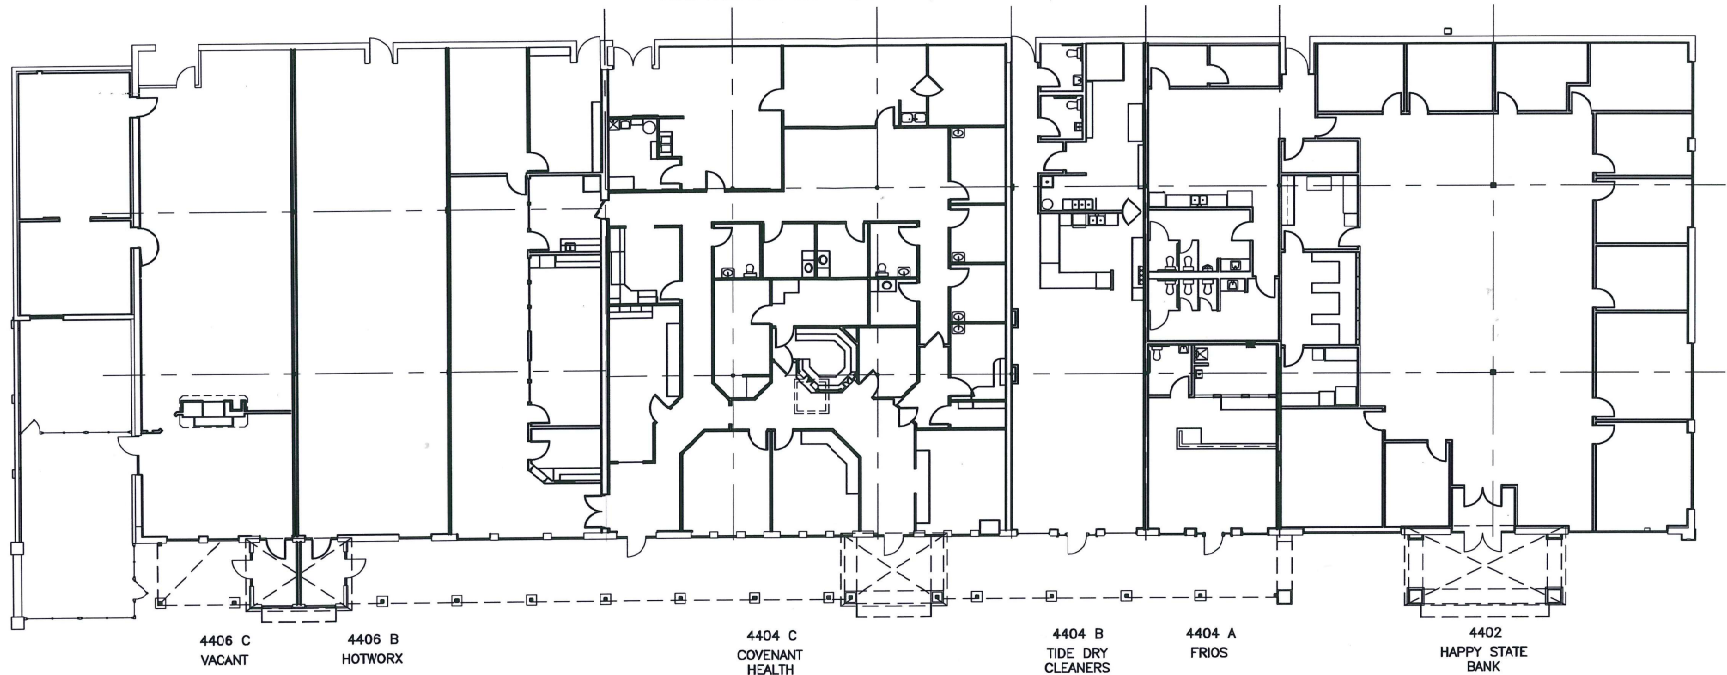 4406 C
VACANT
4406 B
HOTWORX
4404 C
COVENANT
HEALTH
4404 B
TIDE DRY
CLEANERS
4404 A
FRIOS
4402
HAPPY STATE
BANK